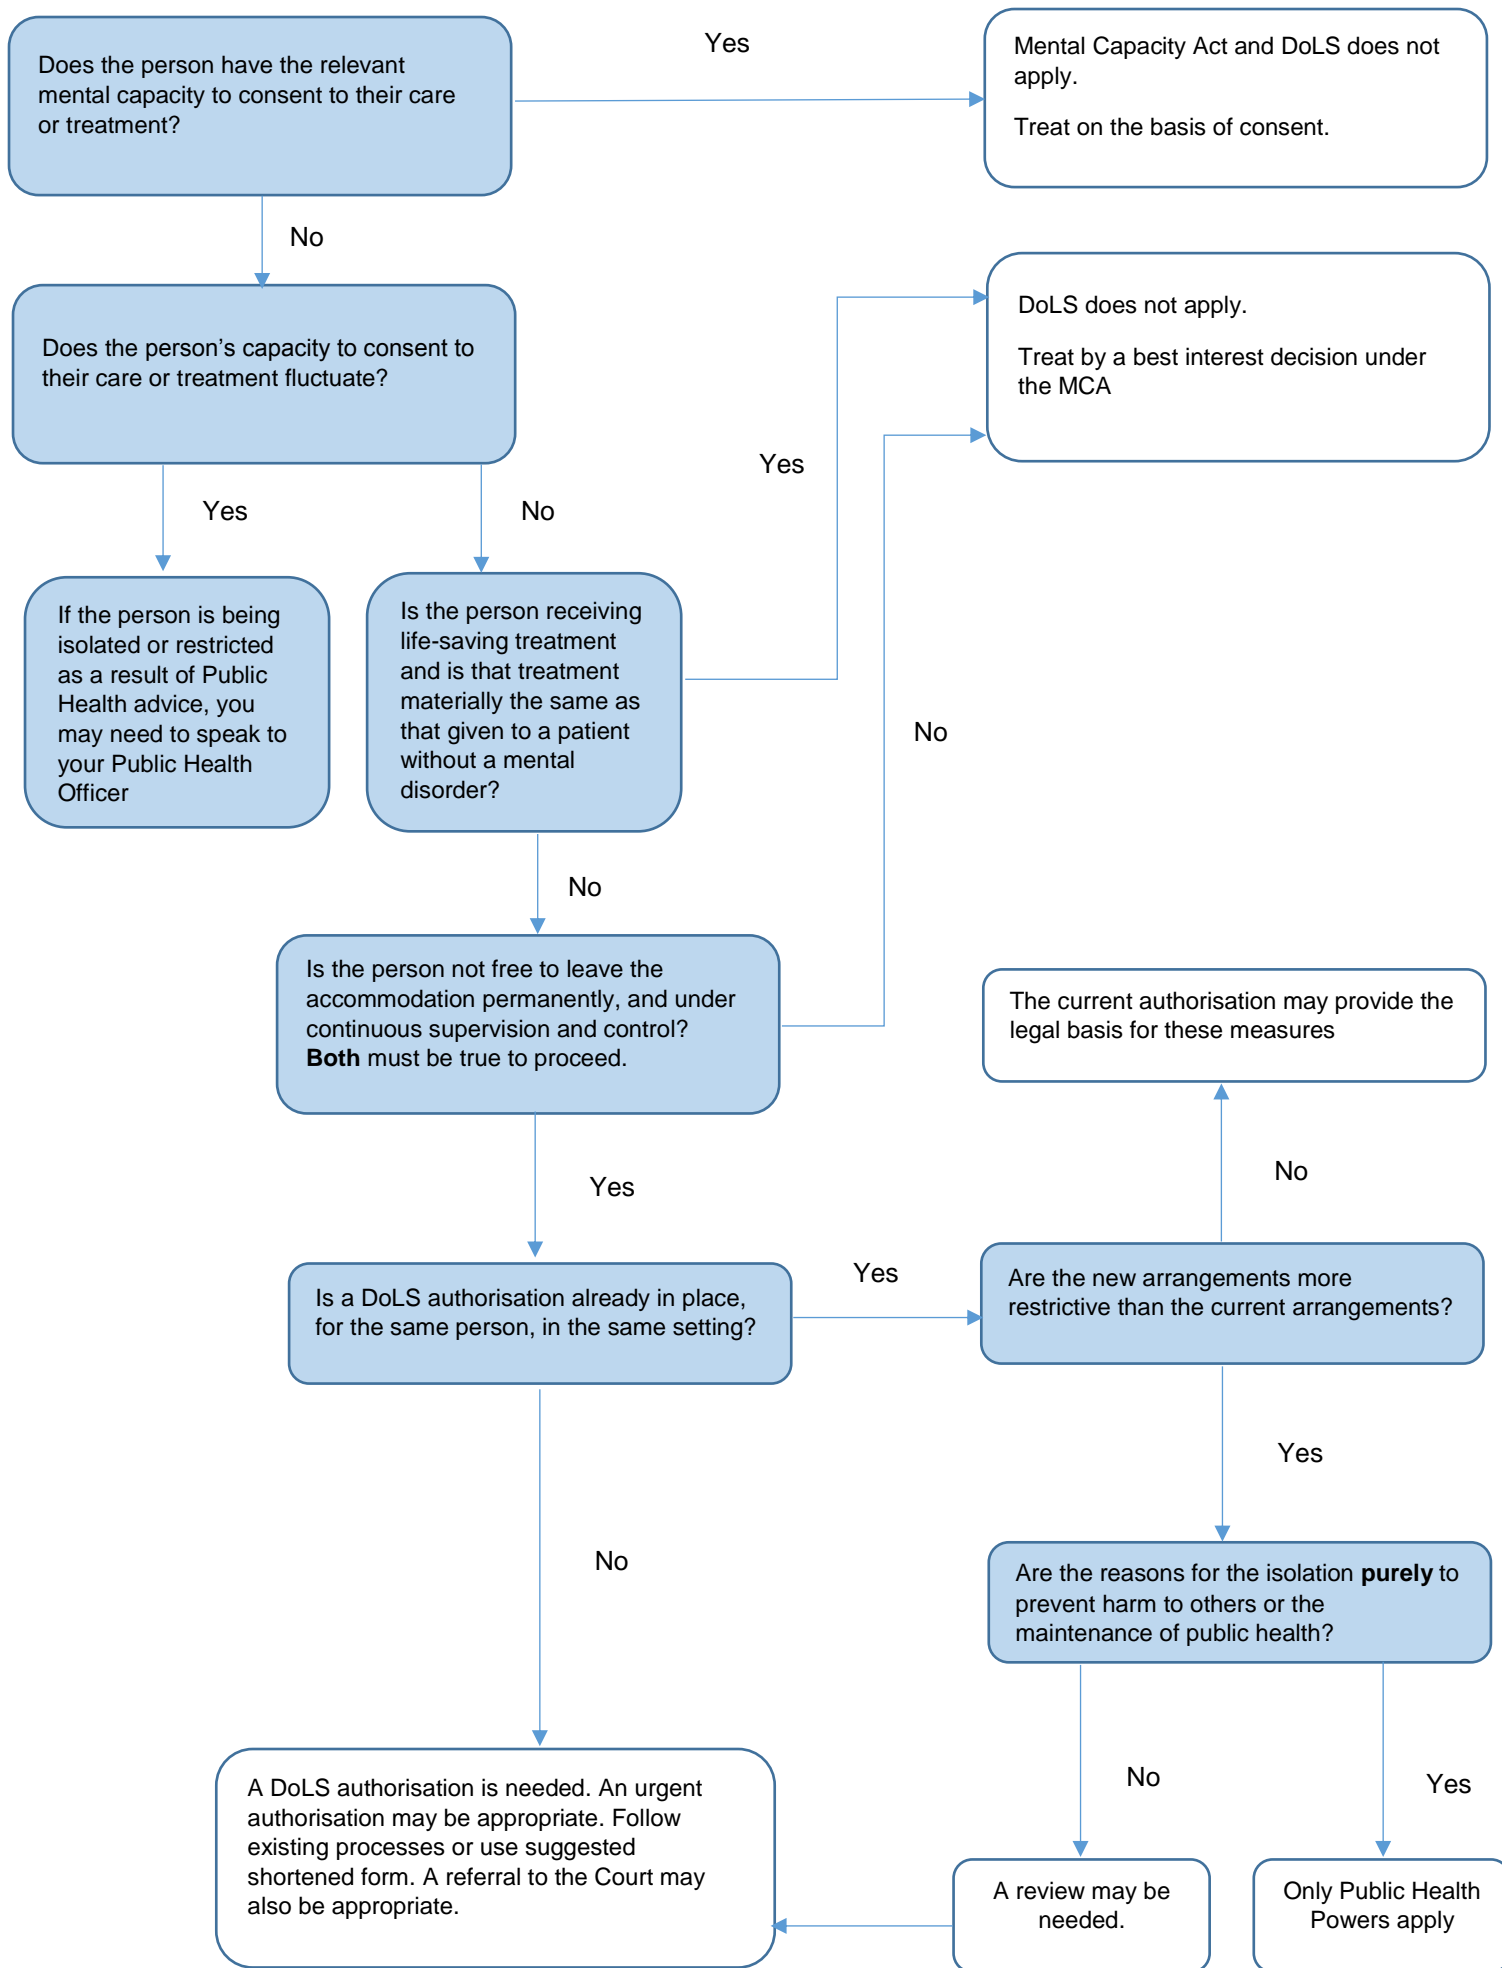 Does the person have the relevant
mental capacity to consent to their care
or treatment?
Yes
Mental Capacity Act and DoLS does not
apply.
Treat on the basis of consent.
No
Does the person’s capacity to consent to
their care or treatment fluctuate?
DoLS does not apply.
Treat by a best interest decision under
the MCA
Yes
No
Yes
If the person is being
isolated or restricted
as a result of Public
Health advice, you
may need to speak to
your Public Health
Officer
Is the person receiving
life-saving treatment
and is that treatment
materially the same as
that given to a patient
without a mental
disorder?
No
No
Is the person not free to leave the
accommodation permanently, and under
continuous supervision and control?
Both must be true to proceed.
The current authorisation may provide the
legal basis for these measures
No
Yes
Is a DoLS authorisation already in place,
for the same person, in the same setting?
Yes
Are the new arrangements more
restrictive than the current arrangements?
Yes
No
Are the reasons for the isolation purely to
prevent harm to others or the
maintenance of public health?
No
Yes
A DoLS authorisation is needed. An urgent
authorisation may be appropriate. Follow
existing processes or use suggested
shortened form. A referral to the Court may
also be appropriate.
A review may be
needed.
Only Public Health
Powers apply